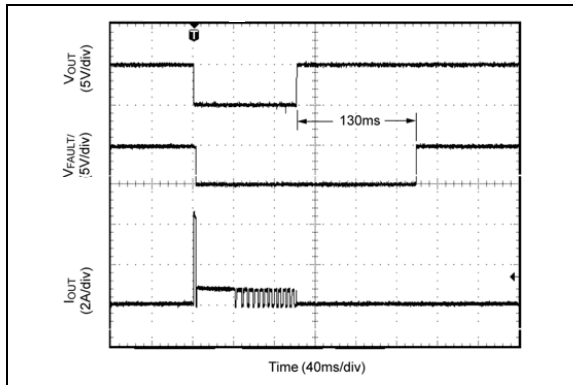 T
VOUT
(5V/div)
130ms
VFAULT/
(5V/div)
IOUT
(2A/div)
Time (40ms/div)